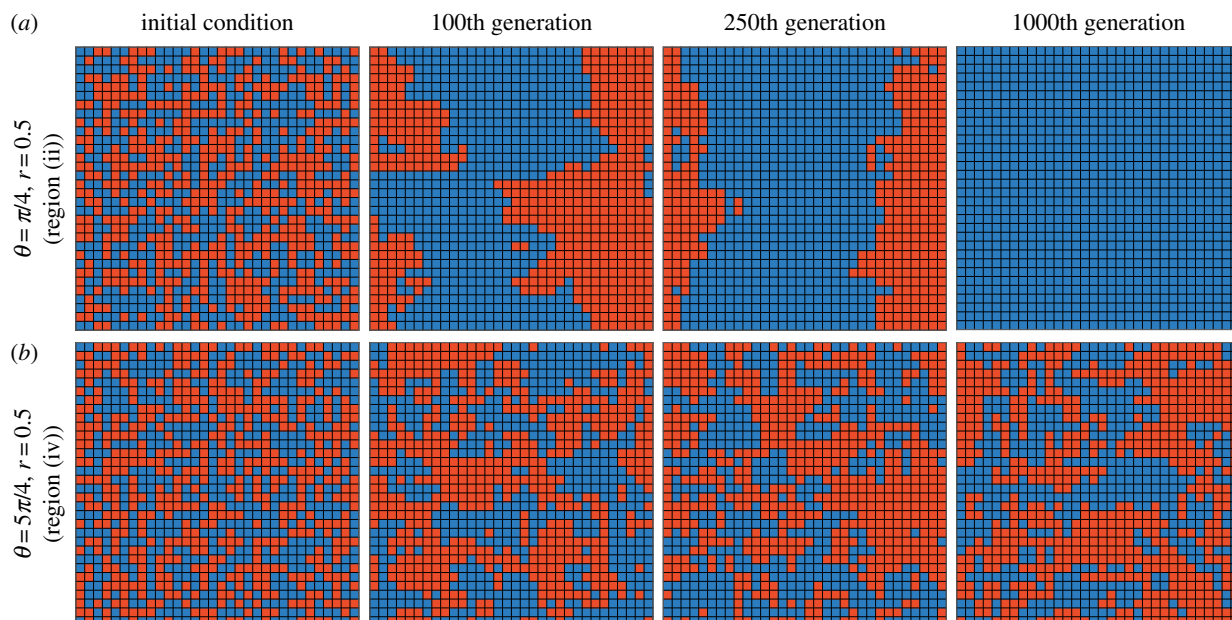 (a)
initial condition
100th generation
250th generation
1000th generation
θ = π/4, r = 0.5
(region (ii))
(b)
θ = 5π/4, r = 0.5
(region (iv))